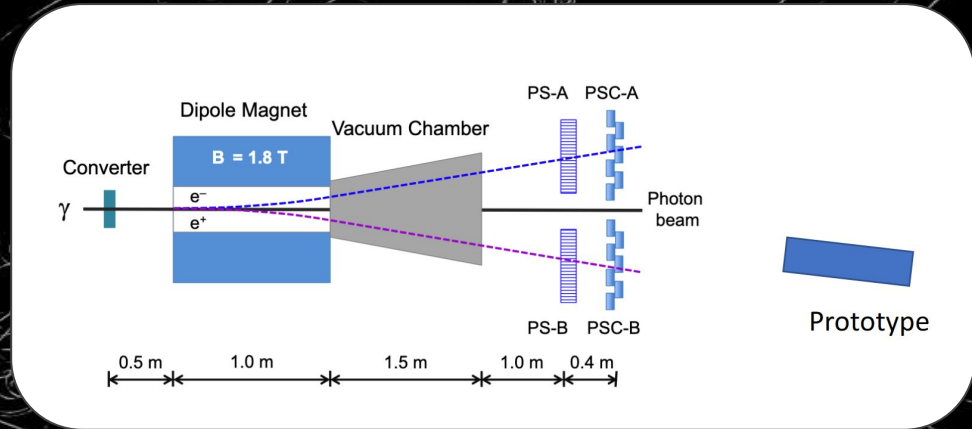 PS-A PSC-A
Dipole Magnet
Vacuum Chamber
B = 1.8 T
Converter
e⁻
γ
e⁺
Photon
beam
Prototype
PS-B PSC-B
0.5 m 1.0 m 1.5 m 1.0 m 0.4 m